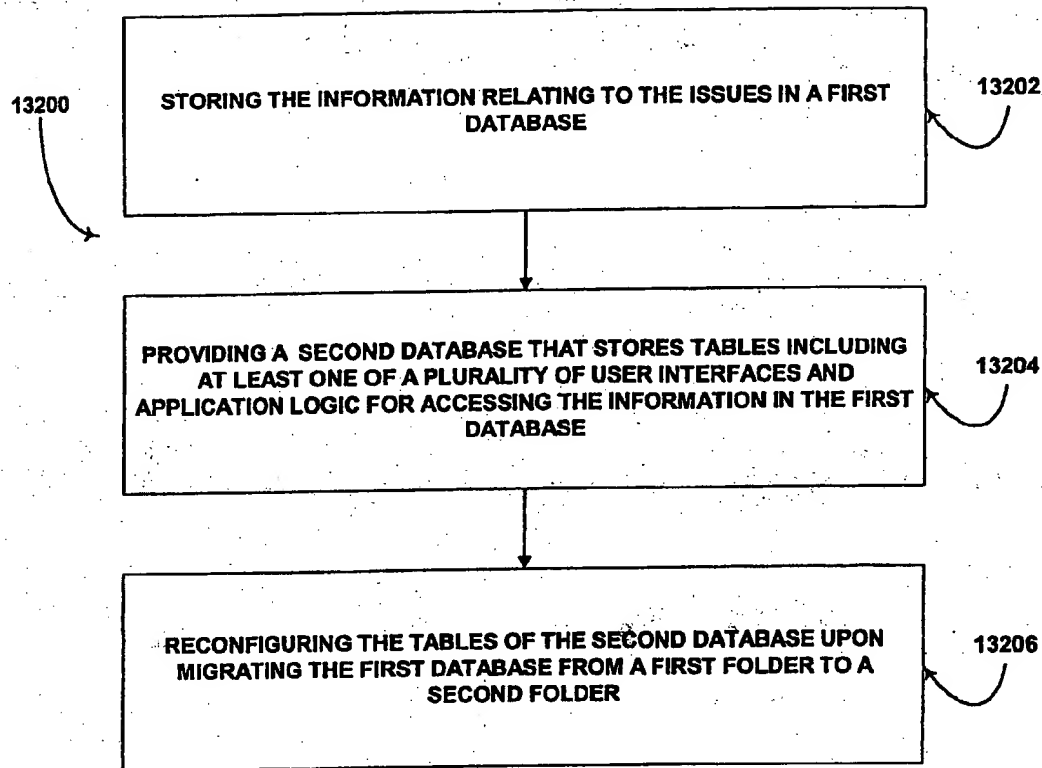 13200
STORING THE INFORMATION RELATING TO THE ISSUES IN A FIRST
DATABASE
13202
PROVIDING A SECOND DATABASE THAT STORES TABLES INCLUDING
AT LEAST ONE OF A PLURALITY OF USER INTERFACES AND
APPLICATION LOGIC FOR ACCESSING THE INFORMATION IN THE FIRST
DATABASE
13204
RECONFIGURING THE TABLES OF THE SECOND DATABASE UPON
MIGRATING THE FIRST DATABASE FROM A FIRST FOLDER TO A
SECOND FOLDER
13206